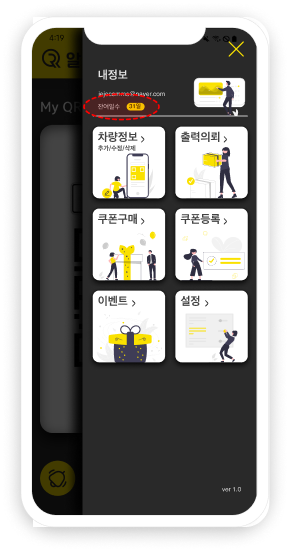 4:19
알
My QR
내정보
jejecomms@naver.com
잔여일수 31일
차량정보 >
추가/수정/삭제
출력의뢰 >
쿠폰구매 >
쿠폰등록 >
이벤트 >
설정 >
ver 1.0